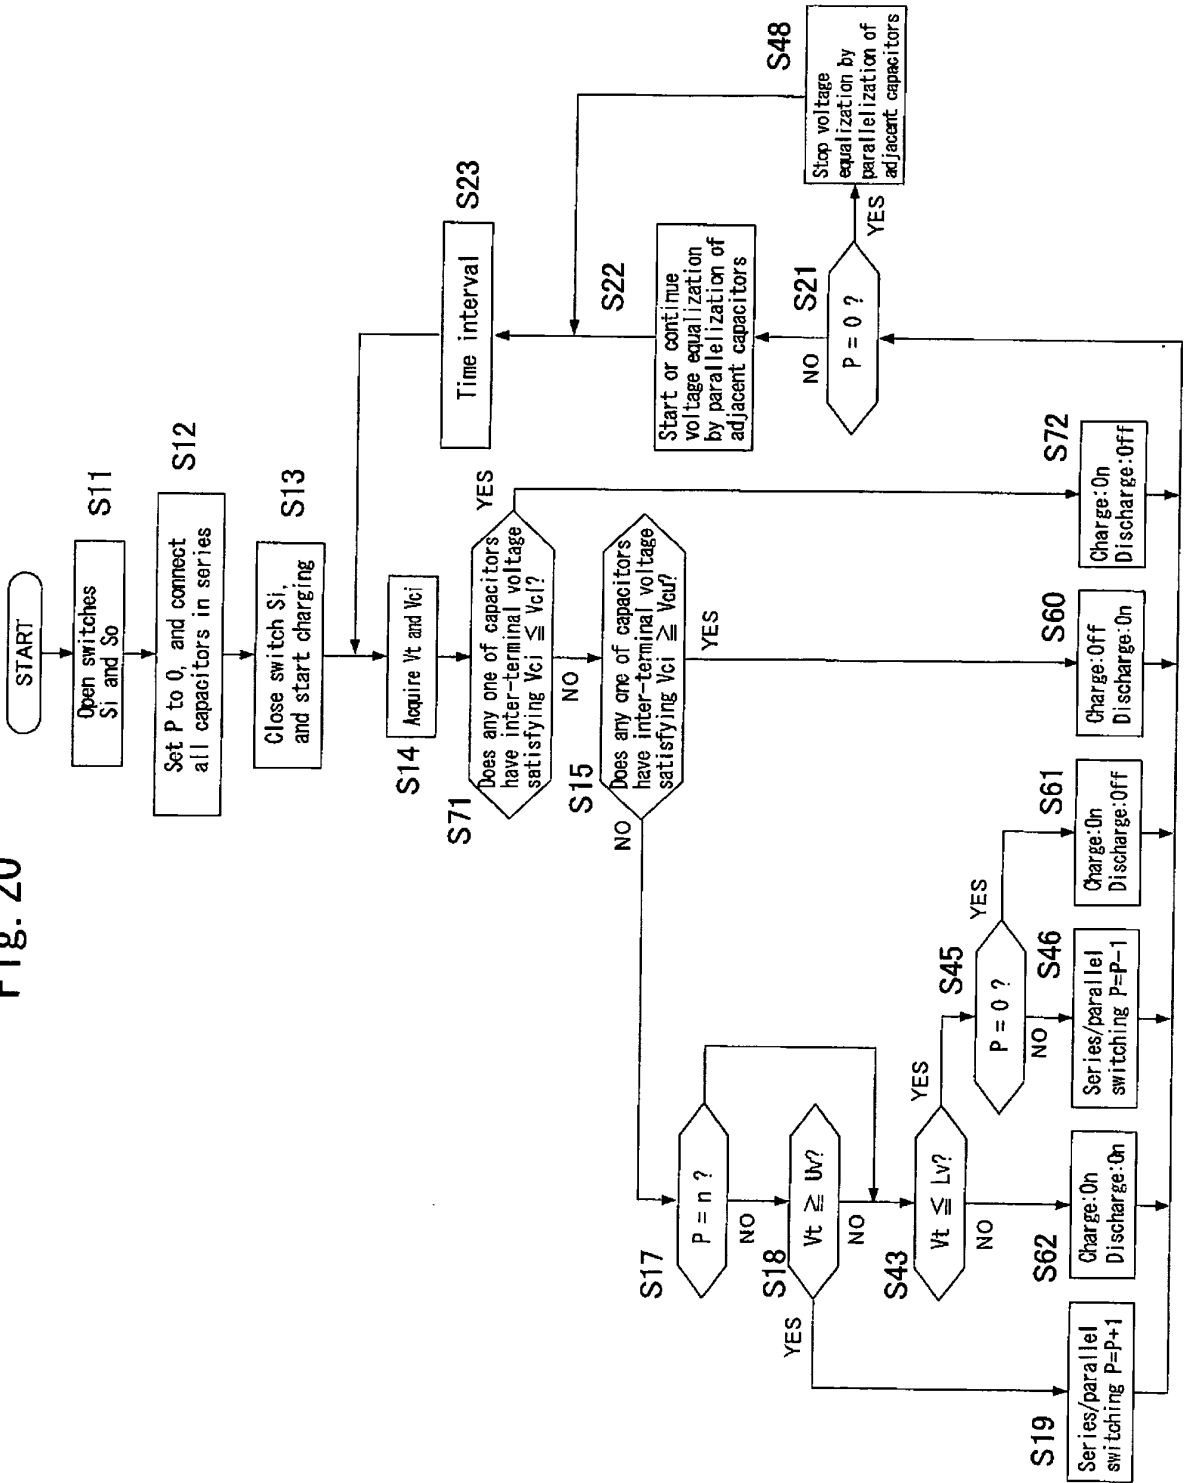 Fig. 20
START
S11
Open switches
Si and So
S12
Set P to 0, and connect
all capacitors in series
S13
Close switch Si,
and start charging
S14
Acquire Vt and Vci
S71
Does any one of capacitors
have inter-terminal voltage
satisfying Vci ≦ Vcl?
YES
NO
S15
Does any one of capacitors
have inter-terminal voltage
satisfying Vci ≧ Vcu?
NO
YES
S17
P = n ?
NO
S18
Vt ≧ Uv?
YES
NO
S43
Vt ≦ Lv?
YES
NO
S45
P = 0 ?
YES
NO
S19
Series/parallel
switching P=P+1
S62
Charge:On
Discharge:On
S46
Series/parallel
switching P=P-1
S61
Charge:On
Discharge:Off
S60
Charge:Off
Discharge:On
S72
Charge:On
Discharge:Off
S21
P = 0 ?
NO
YES
S22
Start or continue
voltage equalization
by parallelization of
adjacent capacitors
S48
Stop voltage
equalization by
parallelization of
adjacent capacitors
S23
Time interval